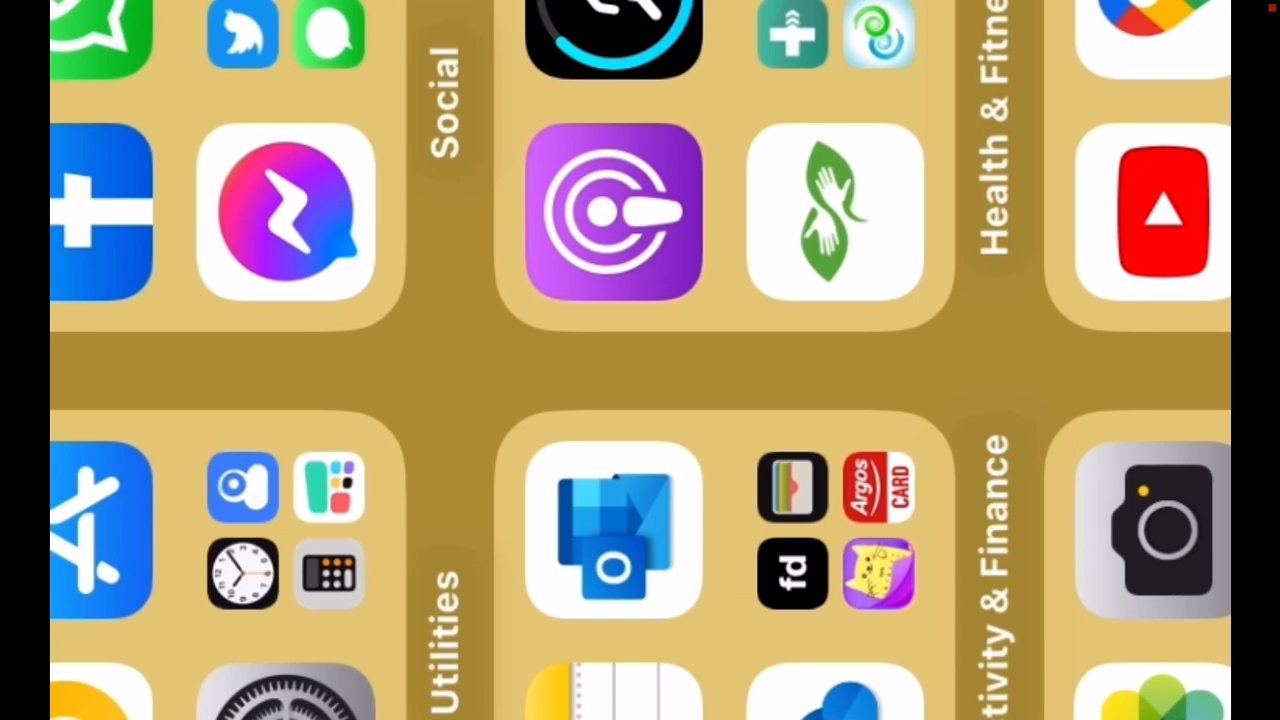 Social
Health & Fitne
Utilities
tivity & Finance
Argos
CARD
fd